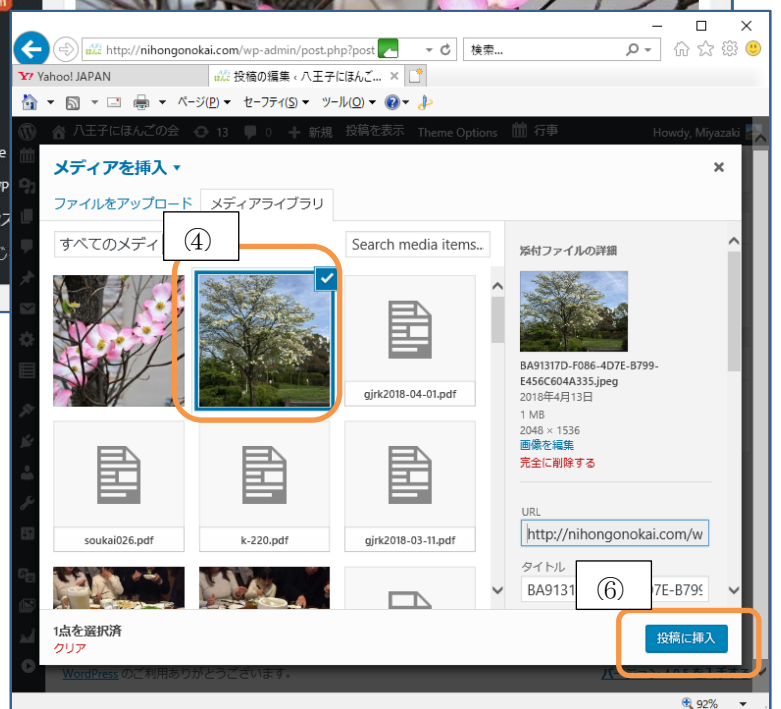 http://nihongonokai.com/wp-admin/post.php?post
検索...
Yahoo! JAPAN
投稿の編集 ‹ 八王子にほんご...
ページ(P)
セーフティ(S)
ツール(O)
八王子にほんごの会
13
0
新規
投稿を表示
Theme Options
行事
Howdy, Miyazaki
メディアを挿入
ファイルをアップロード
メディアライブラリ
④
すべてのメディ
Search media items...
gjrk2018-04-01.pdf
soukai026.pdf
k-220.pdf
gjrk2018-03-11.pdf
添付ファイルの詳細
BA91317D-F086-4D7E-B799-
E456C604A335.jpeg
2018年4月13日
1 MB
2048 × 1536
画像を編集
完全に削除する
URL
http://nihongonokai.com/w
タイトル
BA9131
7E-B799
⑥
1点を選択済
クリア
投稿に挿入
WordPress のご利用ありがとうございます。
92%